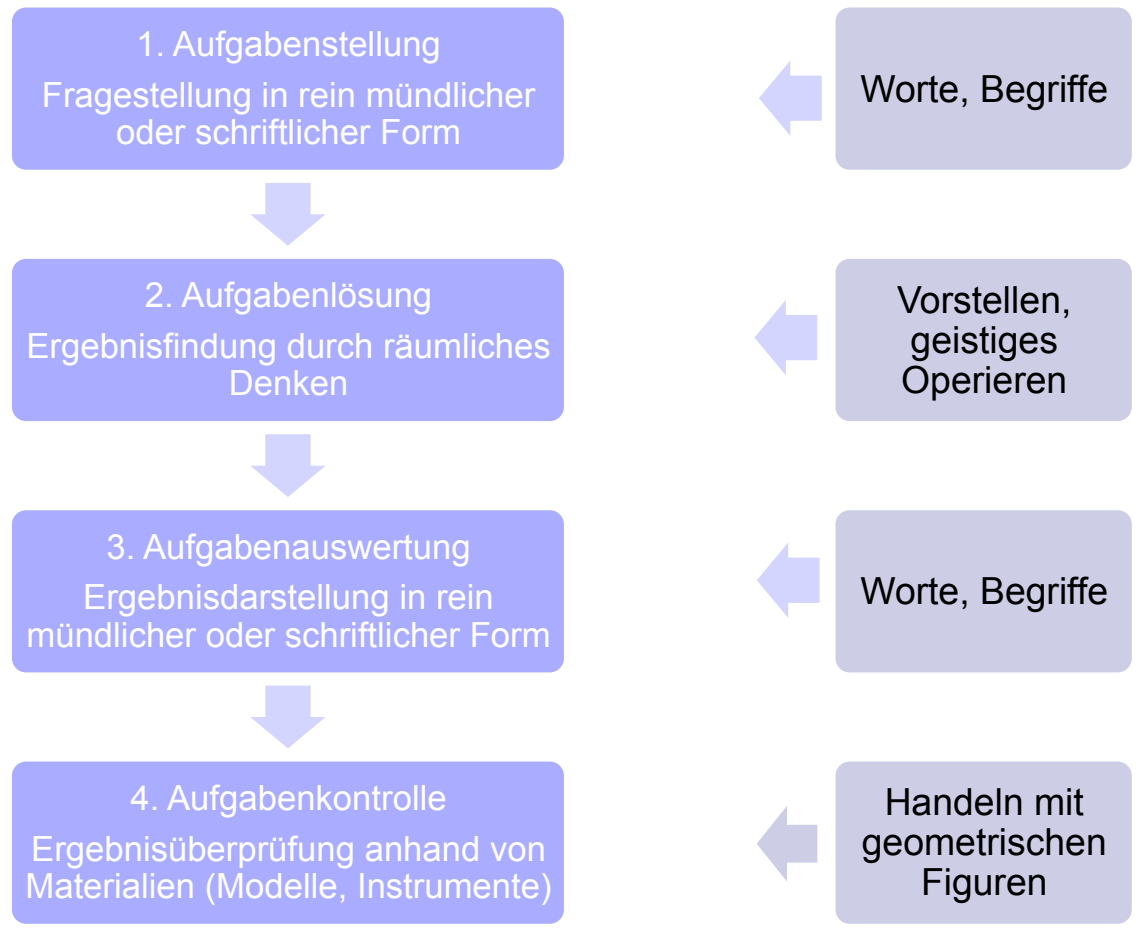 1. Aufgabenstellung
Fragestellung in rein mündlicher
oder schriftlicher Form
Worte, Begriffe
2. Aufgabenlösung
Ergebnisfindung durch räumliches
Denken
Vorstellen,
geistiges
Operieren
3. Aufgabenauswertung
Ergebnisdarstellung in rein
mündlicher oder schriftlicher Form
Worte, Begriffe
4. Aufgabenkontrolle
Ergebnisüberprüfung anhand von
Materialien (Modelle, Instrumente)
Handeln mit
geometrischen
Figuren